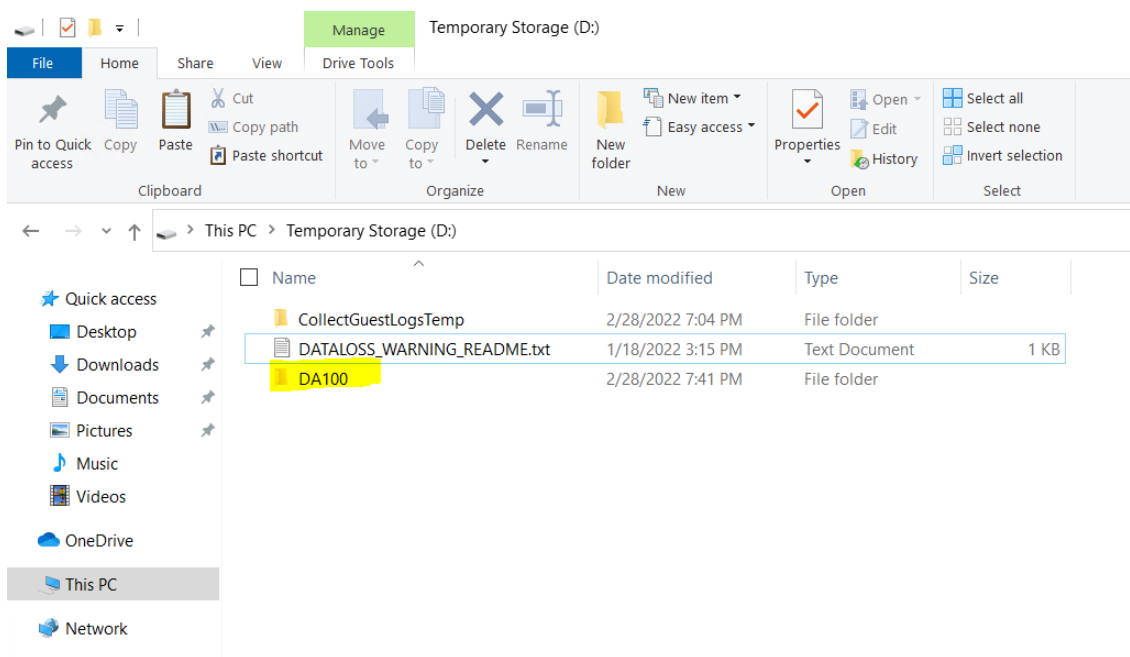 Manage Temporary Storage (D:)
File Home Share View Drive Tools
Pin to Quick access
Copy
Paste
Cut
Copy path
Paste shortcut
Clipboard
Move to
Copy to
Delete
Rename
Organize
New folder
New item
Easy access
New
Properties
Open
Edit
History
Open
Select all
Select none
Invert selection
Select
This PC > Temporary Storage (D:)
Name Date modified Type Size
CollectGuestLogsTemp 2/28/2022 7:04 PM File folder
DATALOSS_WARNING_README.txt 1/18/2022 3:15 PM Text Document 1 KB
DA100 2/28/2022 7:41 PM File folder
Quick access
Desktop
Downloads
Documents
Pictures
Music
Videos
OneDrive
This PC
Network